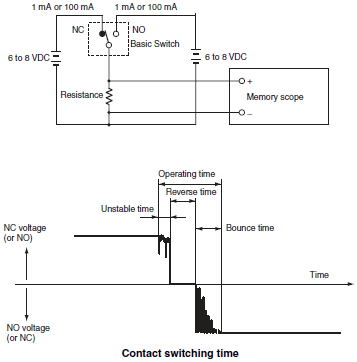 1 mA or 100 mA 1 mA or 100 mA
NC NO
Basic Switch
6 to 8 VDC 6 to 8 VDC
Resistance
+
Memory scope
−
Operating time
Reverse time
Unstable time
NC voltage
(or NO)
Bounce time
Time
NO voltage
(or NC)
Contact switching time